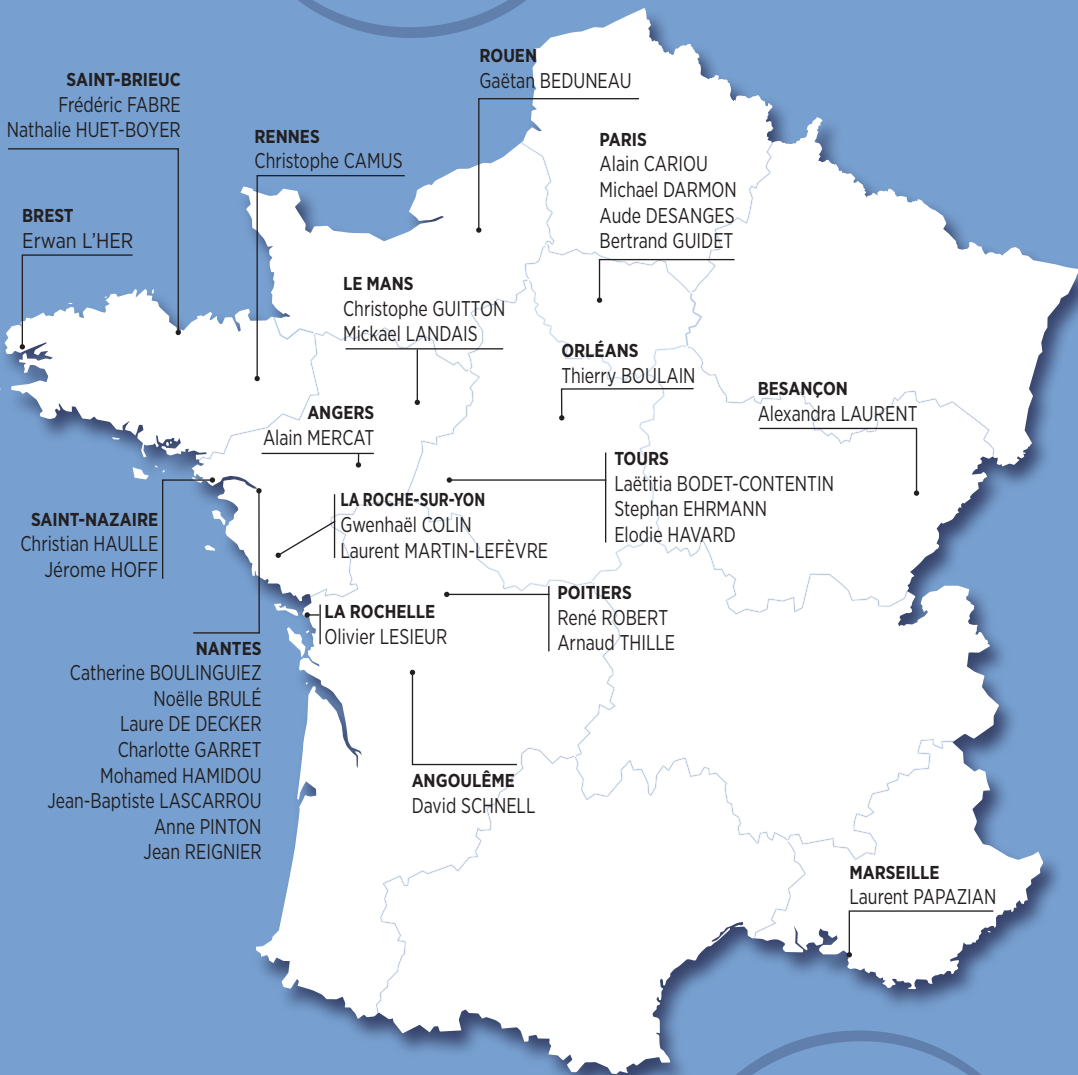 ROUEN
Gaëtan BEDUNEAU
SAINT-BRIEUC
Frédéric FABRE
Nathalie HUET-BOYER
RENNES
Christophe CAMUS
PARIS
Alain CARIOU
Michael DARMON
Aude DESANGES
Bertrand GUIDET
BREST
Erwan L'HER
LE MANS
Christophe GUITTON
Mickael LANDAIS
ORLÉANS
Thierry BOULAIN
BESANÇON
Alexandra LAURENT
ANGERS
Alain MERCAT
TOURS
Laëtitia BODET-CONTENTIN
Stephan EHRMANN
Elodie HAVARD
LA ROCHE-SUR-YON
Gwenhaël COLIN
Laurent MARTIN-LEFÈVRE
SAINT-NAZAIRE
Christian HAULLE
Jérome HOFF
POITIERS
René ROBERT
Arnaud THILLE
LA ROCHELLE
Olivier LESIEUR
NANTES
Catherine BOULINGUIEZ
Noëlle BRULÉ
Laure DE DECKER
Charlotte GARRET
Mohamed HAMIDOU
Jean-Baptiste LASCARROU
Anne PINTON
Jean REIGNIER
ANGOULÊME
David SCHNELL
MARSEILLE
Laurent PAPAZIAN